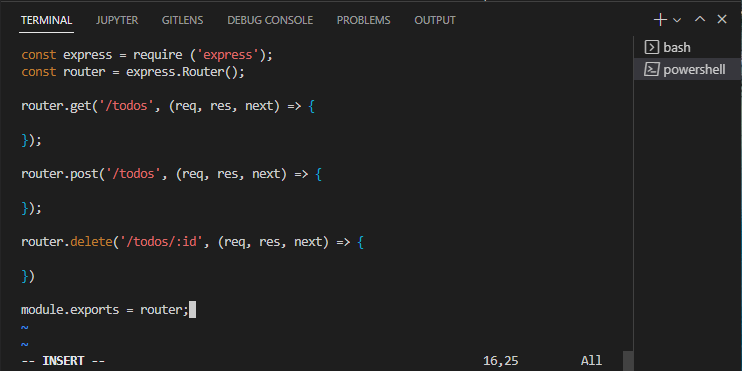 TERMINAL JUPYTER GITLENS DEBUG CONSOLE PROBLEMS OUTPUT
const express = require ('express');
const router = express.Router();
router.get('/todos', (req, res, next) => {
});
router.post('/todos', (req, res, next) => {
});
router.delete('/todos/:id', (req, res, next) => {
})
module.exports = router;
~
~
-- INSERT -- 16,25 All
bash
powershell